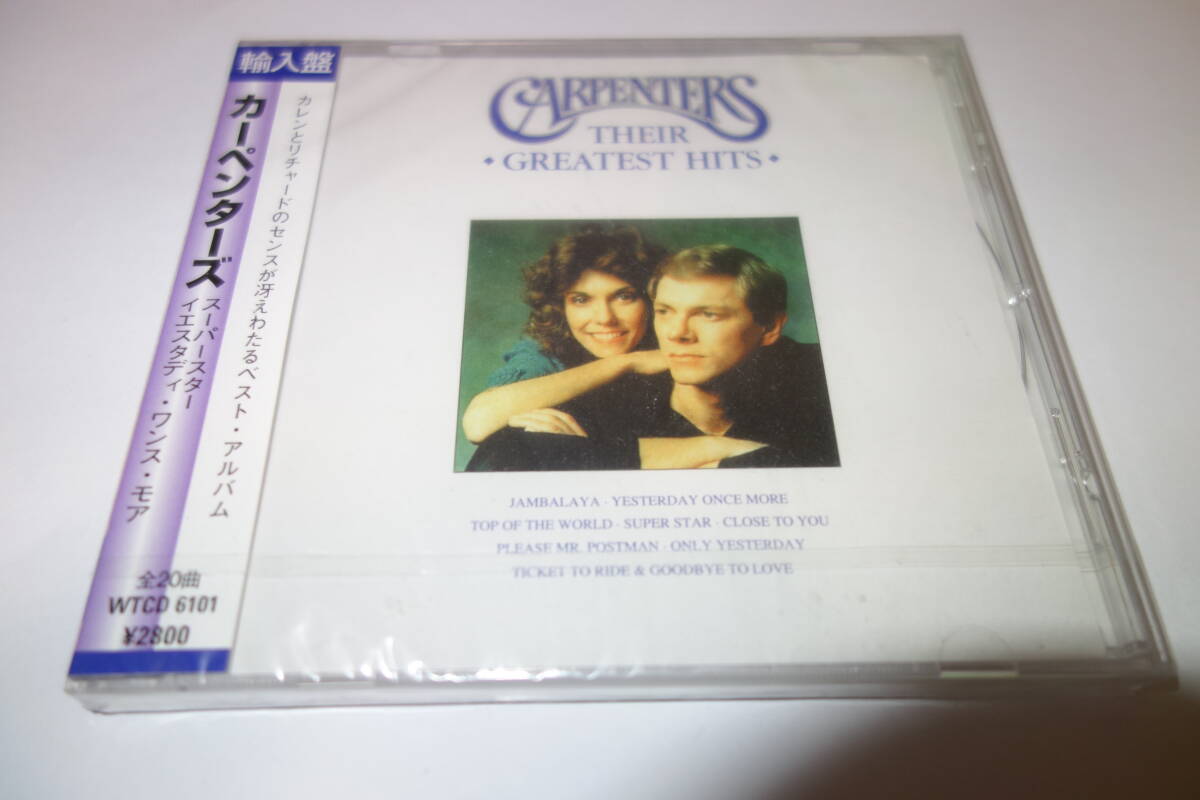 輸入盤
カーペンターズ
スーパースター
イエスタディ・ワンス・モア
カレンとリチャードのセンスが冴えわたるベスト・アルバム
全20曲
WTCD 6101
¥2800
CARPENTERS
THEIR
• GREATEST HITS •
JAMBALAYA · YESTERDAY ONCE MORE
TOP OF THE WORLD · SUPER STAR · CLOSE TO YOU
PLEASE MR. POSTMAN · ONLY YESTERDAY
TICKET TO RIDE & GOODBYE TO LOVE